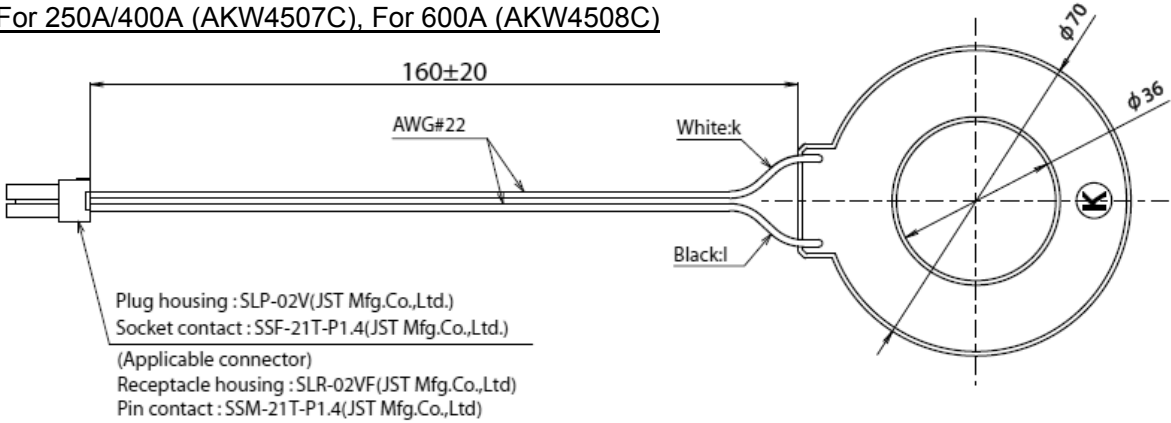 For 250A/400A (AKW4507C), For 600A (AKW4508C)
160±20
AWG#22
White:k
Black:l
ϕ70
ϕ36
K
Plug housing : SLP-02V(JST Mfg.Co.,Ltd.)
Socket contact : SSF-21T-P1.4(JST Mfg.Co.,Ltd.)
(Applicable connector)
Receptacle housing : SLR-02VF(JST Mfg.Co.,Ltd)
Pin contact : SSM-21T-P1.4(JST Mfg.Co.,Ltd)